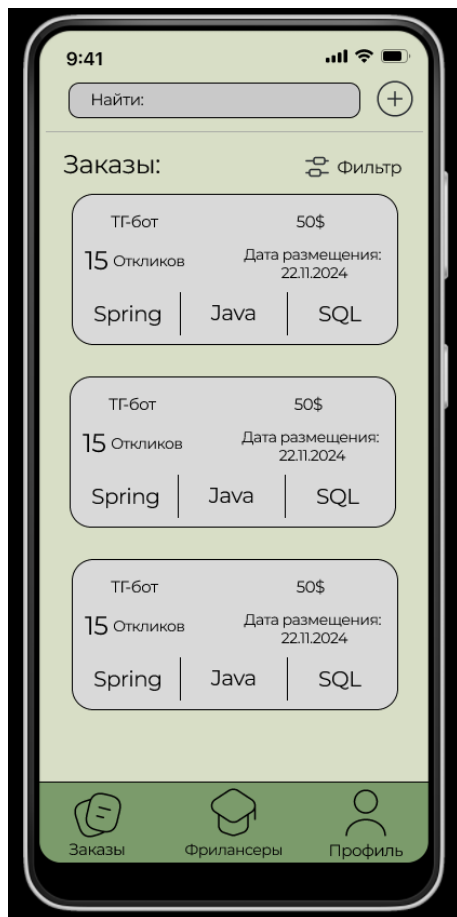 9:41
Найти:
Заказы:
Фильтр
ТГ-бот
50$
15 Откликов
Дата размещения:
22.11.2024
Spring
Java
SQL
ТГ-бот
50$
15 Откликов
Дата размещения:
22.11.2024
Spring
Java
SQL
ТГ-бот
50$
15 Откликов
Дата размещения:
22.11.2024
Spring
Java
SQL
Заказы
Фрилансеры
Профиль